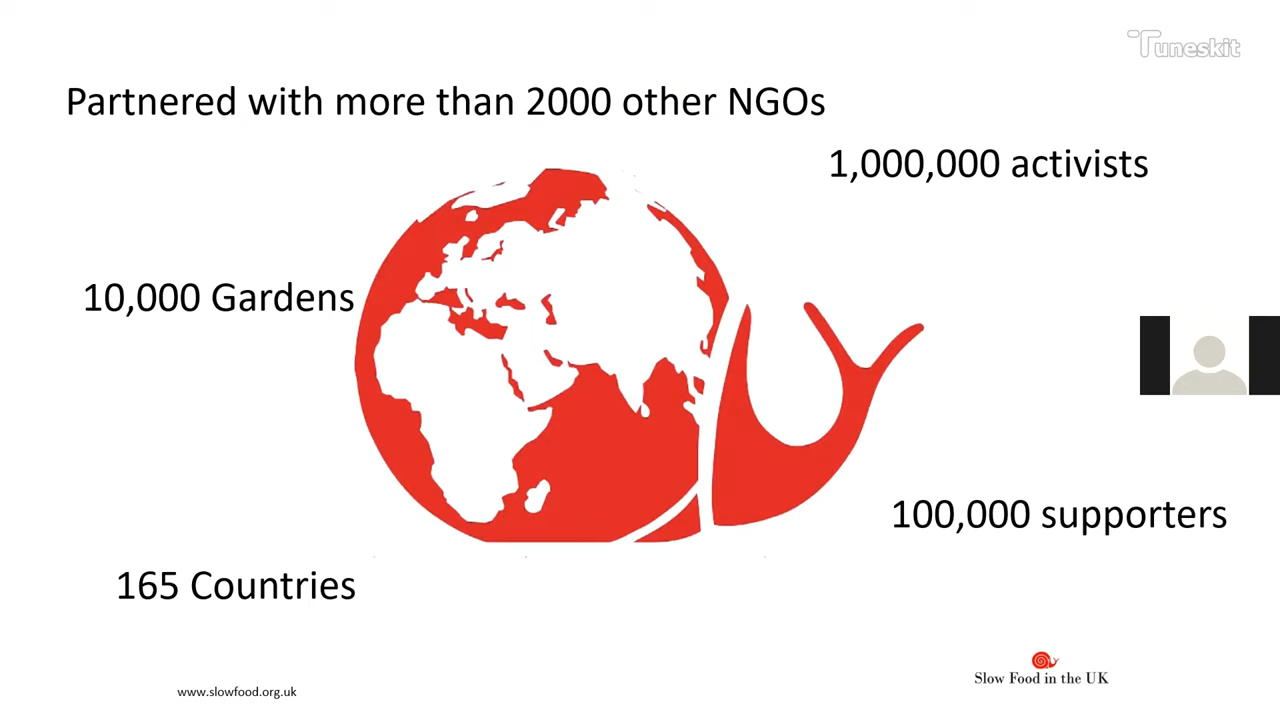 Tuneskit
Partnered with more than 2000 other NGOs
1,000,000 activists
10,000 Gardens
100,000 supporters
165 Countries
Slow Food in the UK
www.slowfood.org.uk